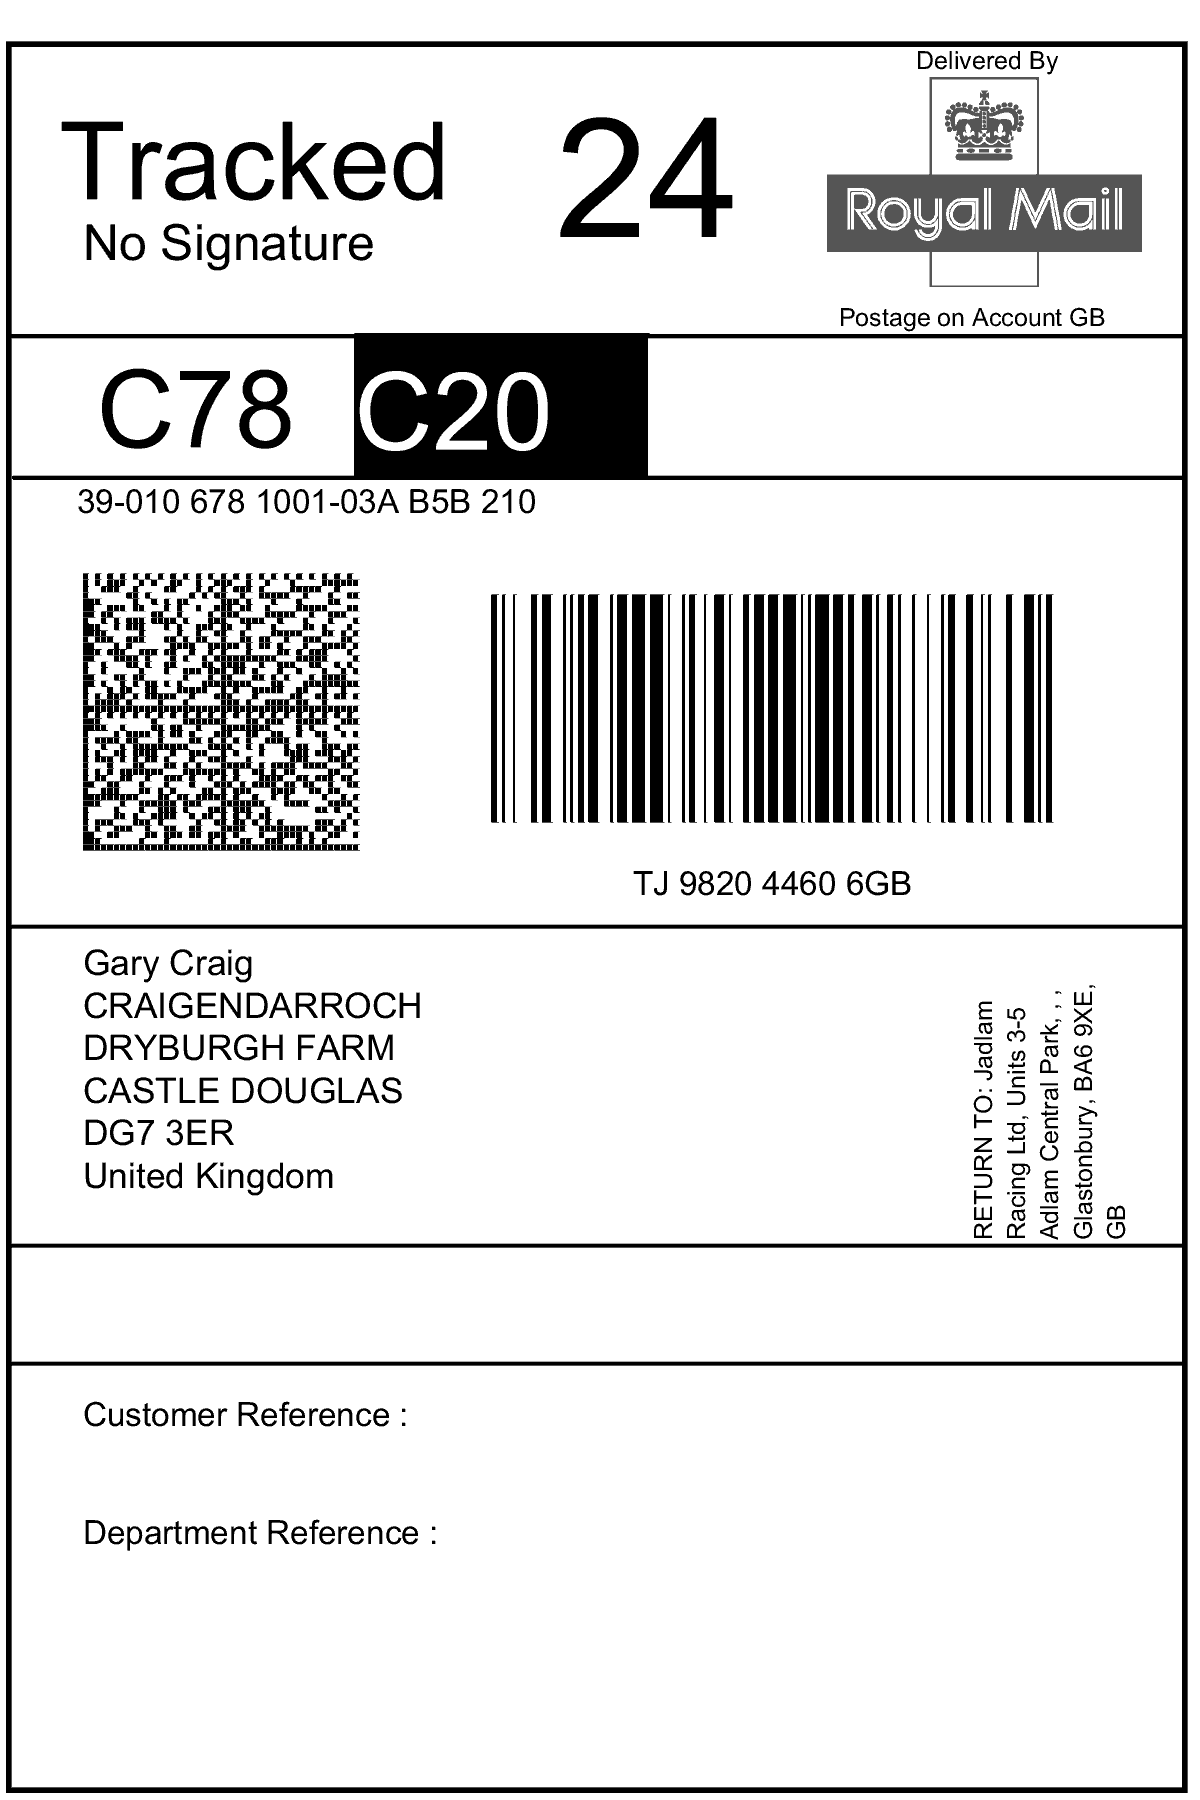 Delivered By
Tracked 24
No Signature
Royal Mail
Postage on Account GB
C78 C20
39-010 678 1001-03A B5B 210
TJ 9820 4460 6GB
Gary Craig
CRAIGENDARROCH
DRYBURGH FARM
CASTLE DOUGLAS
DG7 3ER
United Kingdom
RETURN TO: Jadlam
Racing Ltd, Units 3-5
Adlam Central Park, , ,
Glastonbury, BA6 9XE,
GB
Customer Reference :
Department Reference :